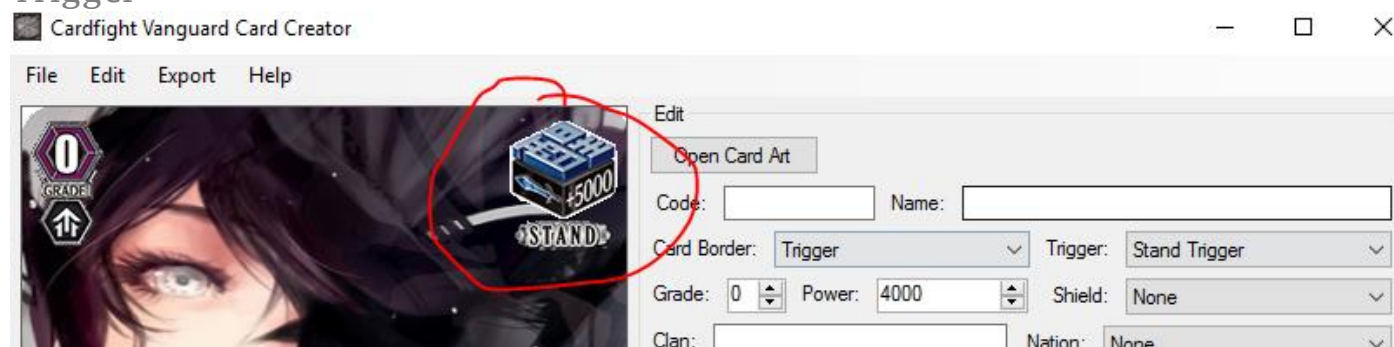 Trigger
Cardfight Vanguard Card Creator
File Edit Export Help
0
GRADE
+5000
STAND
Edit
Open Card Art
Code: Name:
Card Border: Trigger Trigger: Stand Trigger
Grade: 0 Power: 4000 Shield: None
Clan: Nation: None